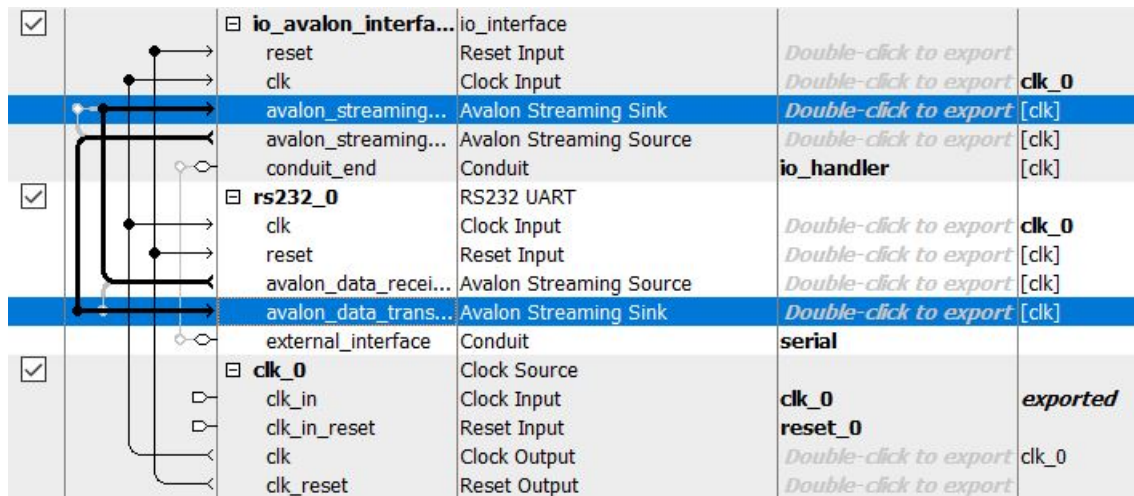 io_avalon_interfa... io_interface
reset Reset Input Double-click to export
clk Clock Input Double-click to export clk_0
avalon_streaming... Avalon Streaming Sink Double-click to export [clk]
avalon_streaming... Avalon Streaming Source Double-click to export [clk]
conduit_end Conduit io_handler [clk]
rs232_0 RS232 UART
clk Clock Input Double-click to export clk_0
reset Reset Input Double-click to export [clk]
avalon_data_recei... Avalon Streaming Source Double-click to export [clk]
avalon_data_trans... Avalon Streaming Sink Double-click to export [clk]
external_interface Conduit serial
clk_0 Clock Source
clk_in Clock Input clk_0 exported
clk_in_reset Reset Input reset_0
clk Clock Output Double-click to export clk_0
clk_reset Reset Output Double-click to export